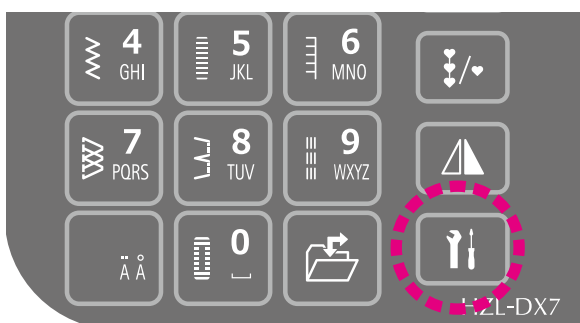 4 5 6
GHI JKL MNO
7 8 9
PQRS TUV WXYZ
0
Ä Å
HZL-DX7